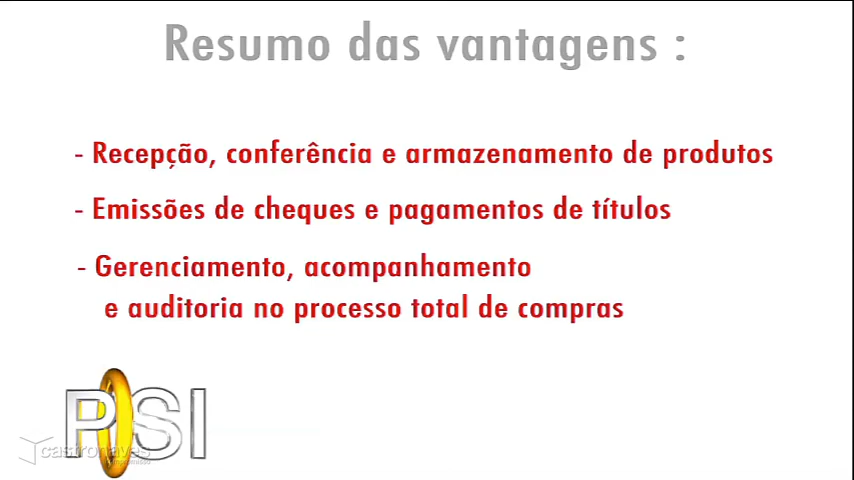 Resumo das vantagens :
- Recepção, conferência e armazenamento de produtos
- Emissões de cheques e pagamentos de títulos
- Gerenciamento, acompanhamento
e auditoria no processo total de compras
PSI
castronaves